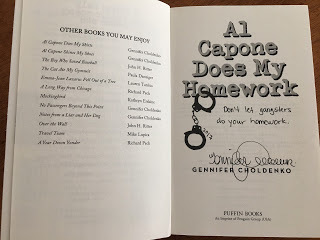 OTHER BOOKS YOU MAY ENJOY
Al Capone Does My Shirts Gennifer Choldenko
Al Capone Shines My Shoes Gennifer Choldenko
The Boy Who Saved Baseball John H. Ritter
The Cat Ate My Gymsuit Paula Danziger
Emma-Jean Lazarus Fell Out of a Tree Lauren Tarshis
A Long Way from Chicago Richard Peck
Mockingbird Kathryn Erskine
No Passengers Beyond This Point Gennifer Choldenko
Notes from a Liar and Her Dog Gennifer Choldenko
Over the Wall John H. Ritter
Travel Team Mike Lupica
A Year Down Yonder Richard Peck
Al
Capone
Does My
Homework
Don't let gangsters
do your homework.
GENNIFER CHOLDENKO
PUFFIN BOOKS
An Imprint of Penguin Group (USA)